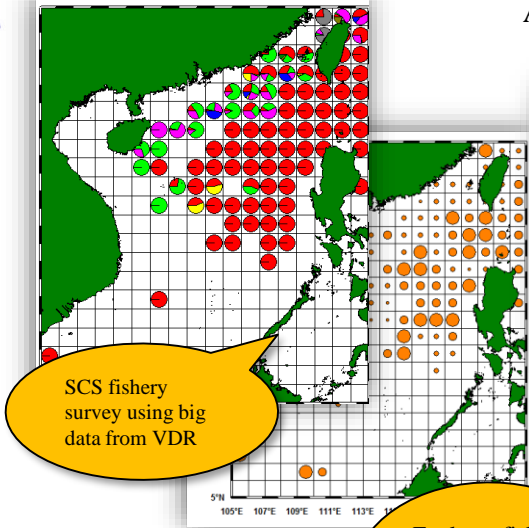 A
SCS fishery
survey using big
data from VDR
5°N
105°E 107°E 109°E 111°E 113°E